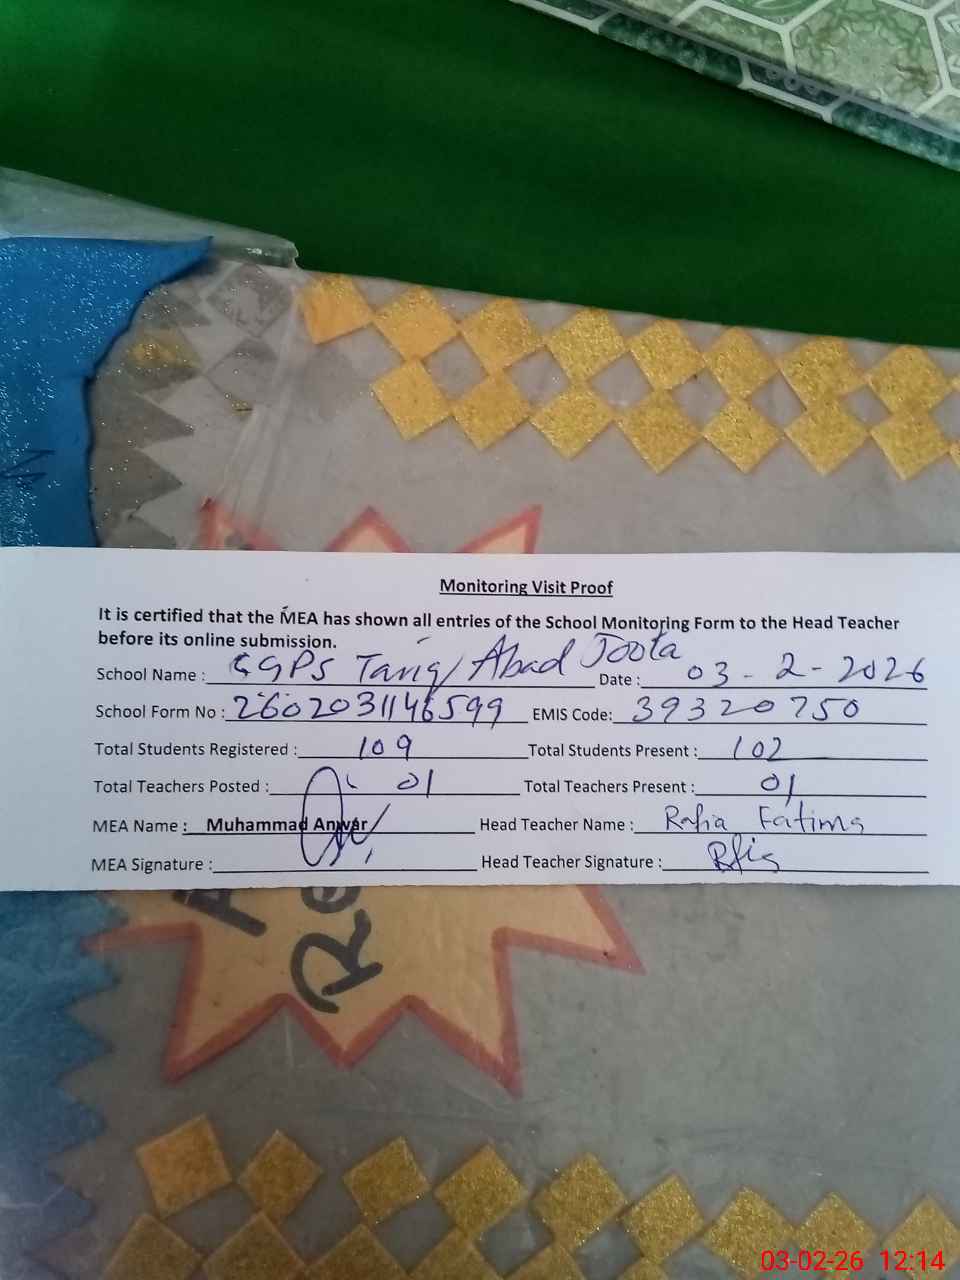 Monitoring Visit Proof
It is certified that the MEA has shown all entries of the School Monitoring Form to the Head Teacher
before its online submission.
School Name : GGPS Tariq Abad Toota Date : 03-2-2026
School Form No : 2602031146599 EMIS Code: 39320750
Total Students Registered : 109 Total Students Present : 102
Total Teachers Posted : 01 Total Teachers Present : 01
MEA Name : Muhammad Anwar Head Teacher Name : Rafia Fatima
MEA Signature : Head Teacher Signature : Rfia
Re
03-02-26 12:14